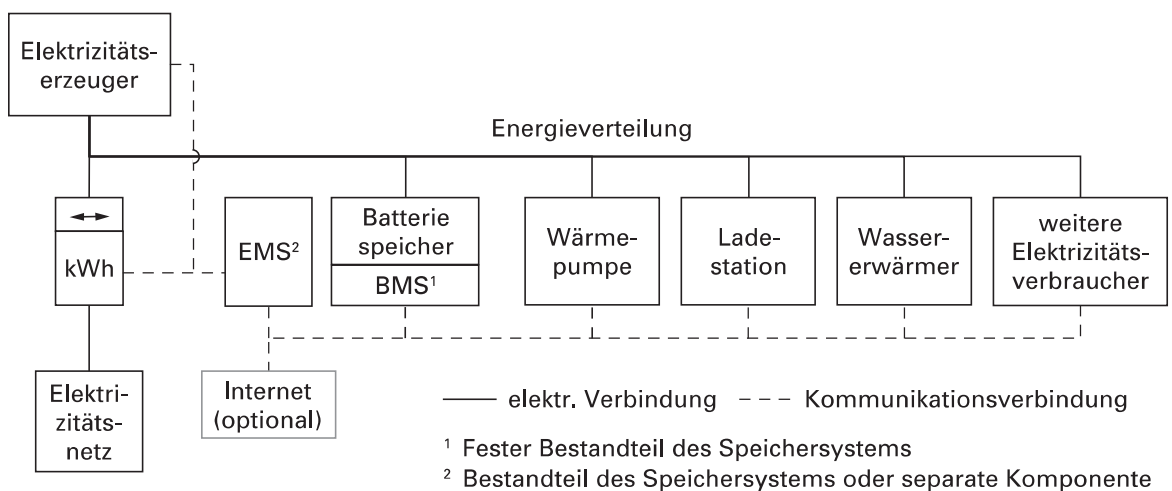 Elektrizitäts-
erzeuger
Energieverteilung
kWh
EMS²
Batterie
speicher
BMS¹
Wärme-
pumpe
Lade-
station
Wasser-
erwärmer
weitere
Elektrizitäts-
verbraucher
Elektri-
zitäts-
netz
Internet
(optional)
elektr. Verbindung
Kommunikationsverbindung
¹ Fester Bestandteil des Speichersystems
² Bestandteil des Speichersystems oder separate Komponente